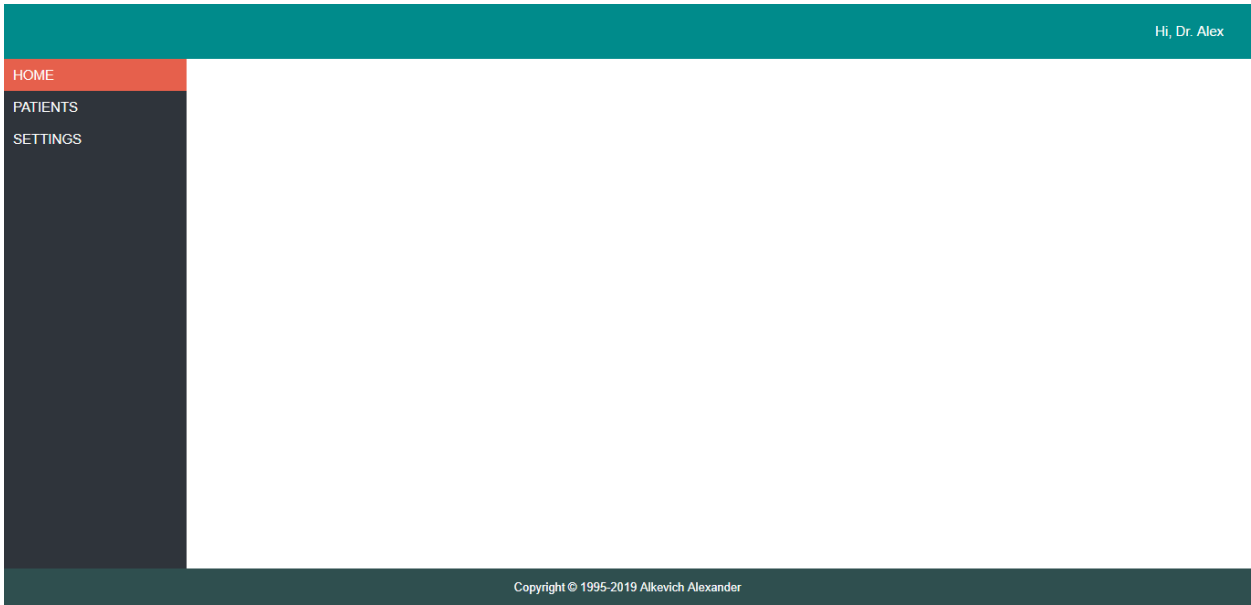 Hi, Dr. Alex
HOME
PATIENTS
SETTINGS
Copyright © 1995-2019 Alkevich Alexander